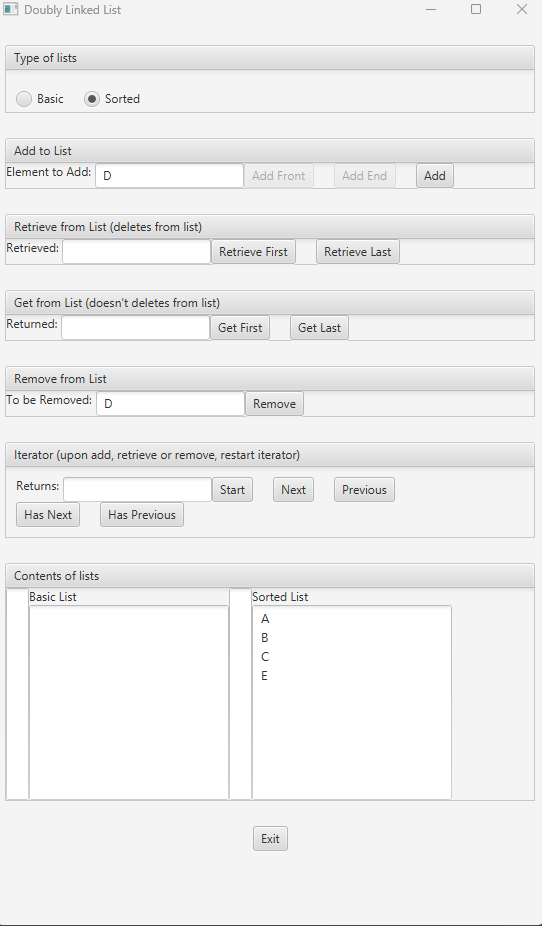 Doubly Linked List
Type of lists
Basic Sorted
Add to List
Element to Add: D Add Front Add End Add
Retrieve from List (deletes from list)
Retrieved: Retrieve First Retrieve Last
Get from List (doesn't deletes from list)
Returned: Get First Get Last
Remove from List
To be Removed: D Remove
Iterator (upon add, retrieve or remove, restart iterator)
Returns: Start Next Previous
Has Next Has Previous
Contents of lists
Basic List Sorted List
A
B
C
E
Exit